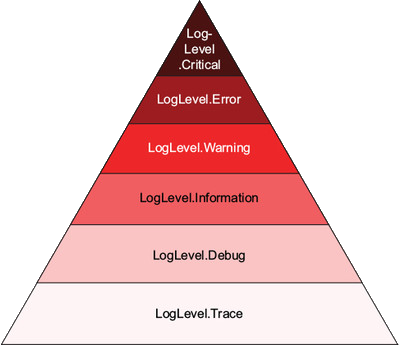 Log-
Level
.Critical
LogLevel.Error
LogLevel.Warning
LogLevel.Information
LogLevel.Debug
LogLevel.Trace